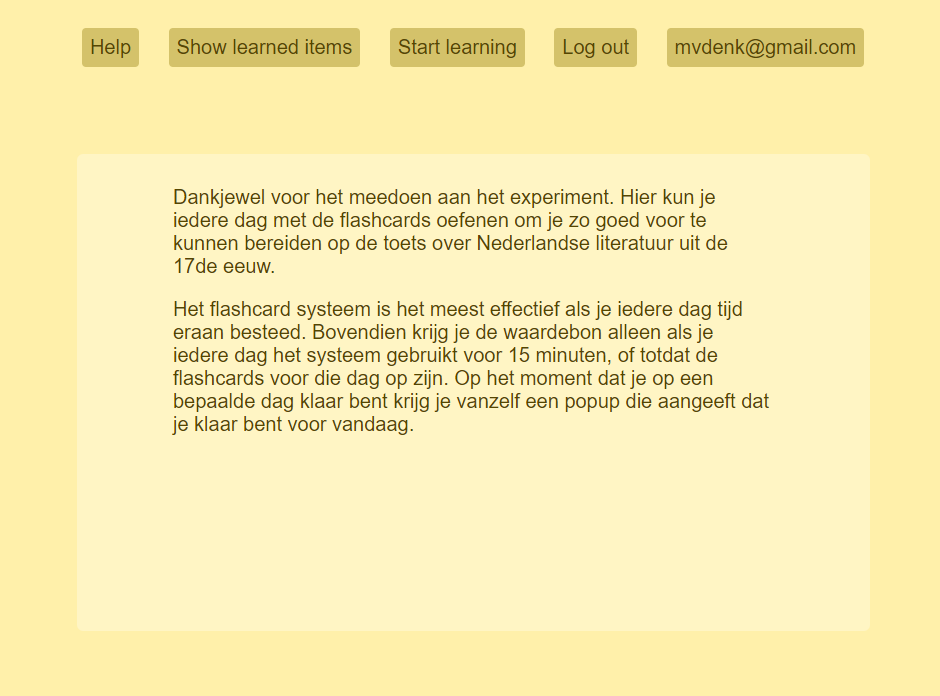 Help Show learned items Start learning Log out mvdenk@gmail.com
Dankjewel voor het meedoen aan het experiment. Hier kun je
iedere dag met de flashcards oefenen om je zo goed voor te
kunnen bereiden op de toets over Nederlandse literatuur uit de
17de eeuw.
Het flashcard systeem is het meest effectief als je iedere dag tijd
eraan besteed. Bovendien krijg je de waardebon alleen als je
iedere dag het systeem gebruikt voor 15 minuten, of totdat de
flashcards voor die dag op zijn. Op het moment dat je op een
bepaalde dag klaar bent krijg je vanzelf een popup die aangeeft dat
je klaar bent voor vandaag.